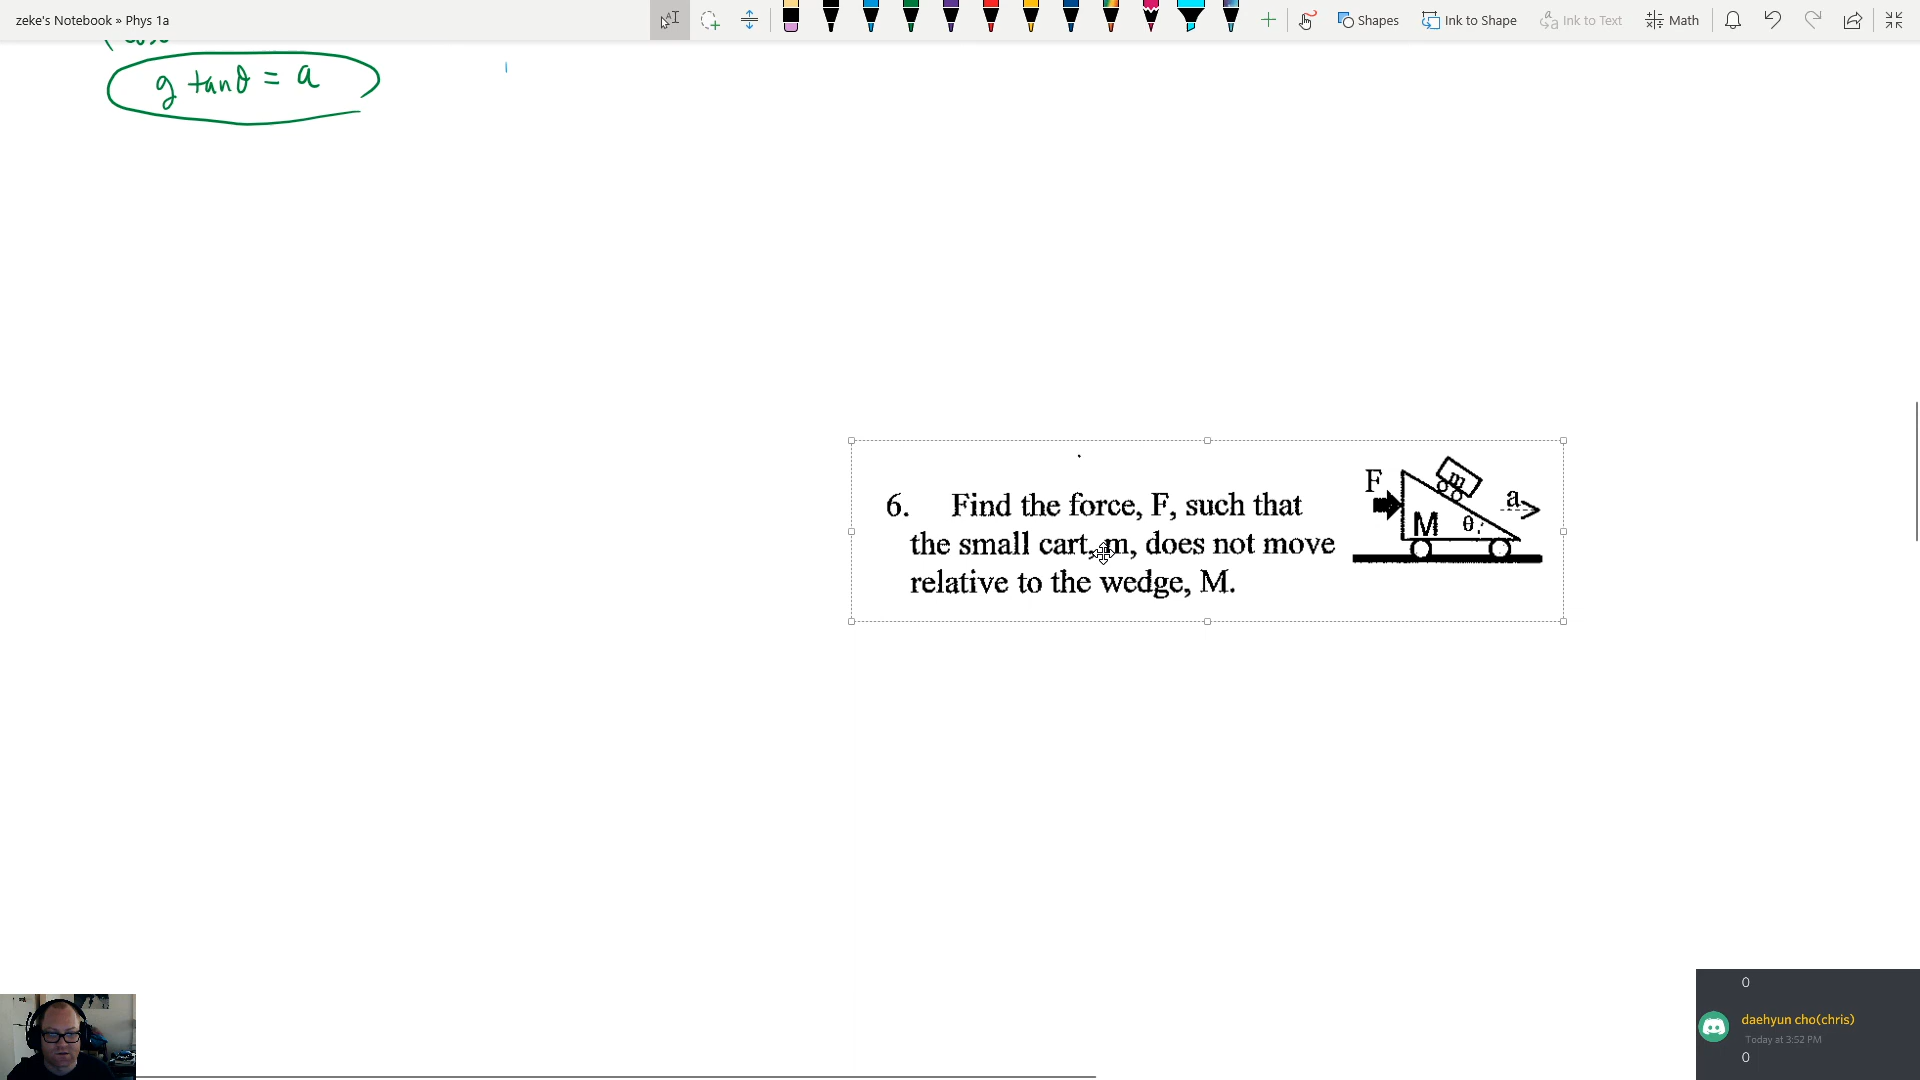 zeke's Notebook » Phys 1a
Shapes
Ink to Shape
Ink to Text
Math
g tanθ = a
6. Find the force, F, such that
the small cart, m, does not move
relative to the wedge, M.
F
m
a
M
θ
0
daehyun cho(chris)
Today at 3:52 PM
0